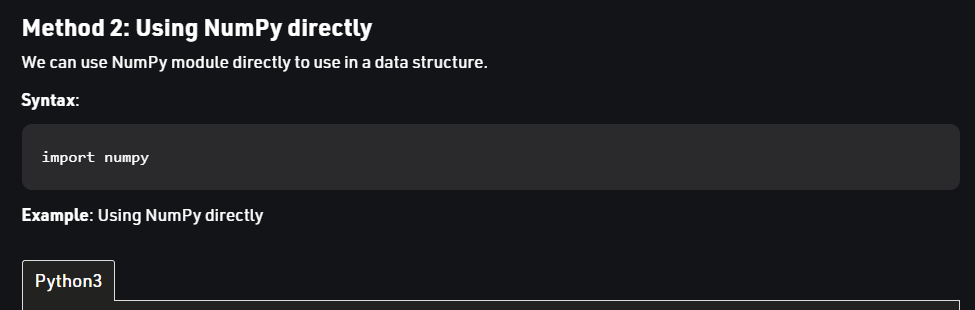 Method 2: Using NumPy directly
We can use NumPy module directly to use in a data structure.
Syntax:
import numpy
Example: Using NumPy directly
Python3